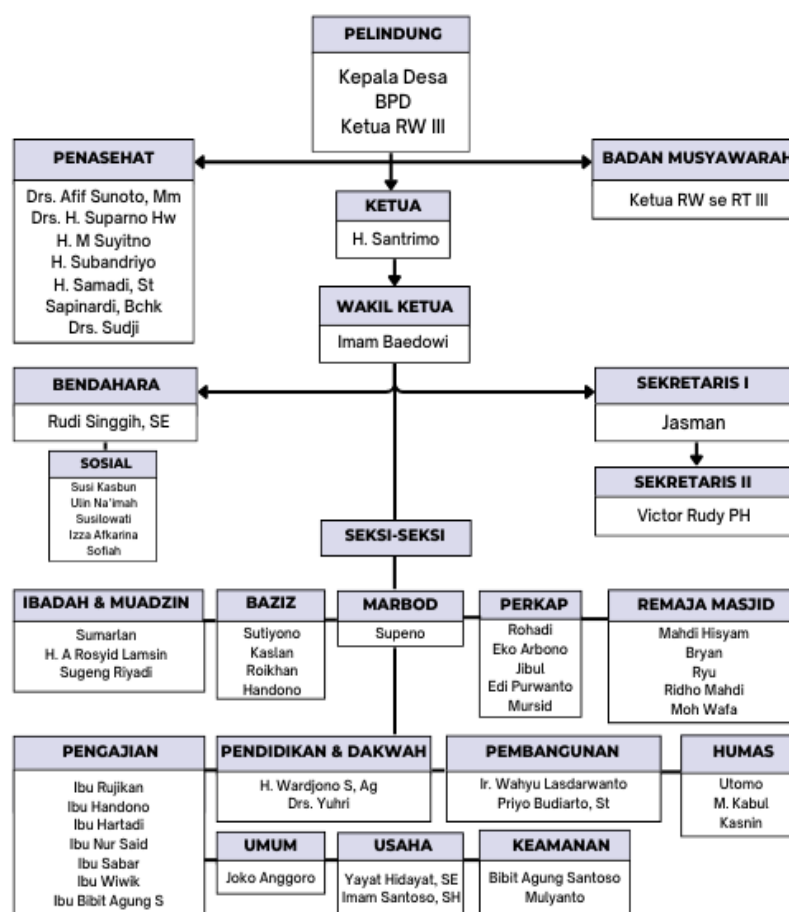 PELINDUNG
Kepala Desa
BPD
Ketua RW III
PENASEHAT
Drs. Afif Sunoto, Mm
Drs. H. Suparno Hw
H. M Suyitno
H. Subandriyo
H. Samadi, St
Sapinardi, Bchk
Drs. Sudji
BADAN MUSYAWARAH
Ketua RW se RT III
KETUA
H. Santrimo
WAKIL KETUA
Imam Baedowi
BENDAHARA
Rudi Singgih, SE
SOSIAL
Susi Kasbun
Ulin Na'imah
Susilowati
Izza Afkarina
Sofiah
SEKRETARIS I
Jasman
SEKRETARIS II
Victor Rudy PH
SEKSI-SEKSI
IBADAH & MUADZIN
Sumarlan
H. A Rosyid Lamsin
Sugeng Riyadi
BAZIZ
Sutiyono
Kaslan
Roikhan
Handono
MARBOD
Supeno
PERKAP
Rohadi
Eko Arbono
Jibul
Edi Purwanto
Mursid
REMAJA MASJID
Mahdi Hisyam
Bryan
Ryu
Ridho Mahdi
Moh Wafa
PENGAJIAN
Ibu Rujikan
Ibu Handono
Ibu Hartadi
Ibu Nur Said
Ibu Sabar
Ibu Wiwik
Ibu Bibit Agung S
PENDIDIKAN & DAKWAH
H. Wardjono S, Ag
Drs. Yuhri
PEMBANGUNAN
Ir. Wahyu Lasdarwanto
Priyo Budiarto, St
HUMAS
Utomo
M. Kabul
Kasnin
UMUM
Joko Anggoro
USAHA
Yayat Hidayat, SE
Imam Santoso, SH
KEAMANAN
Bibit Agung Santoso
Mulyanto